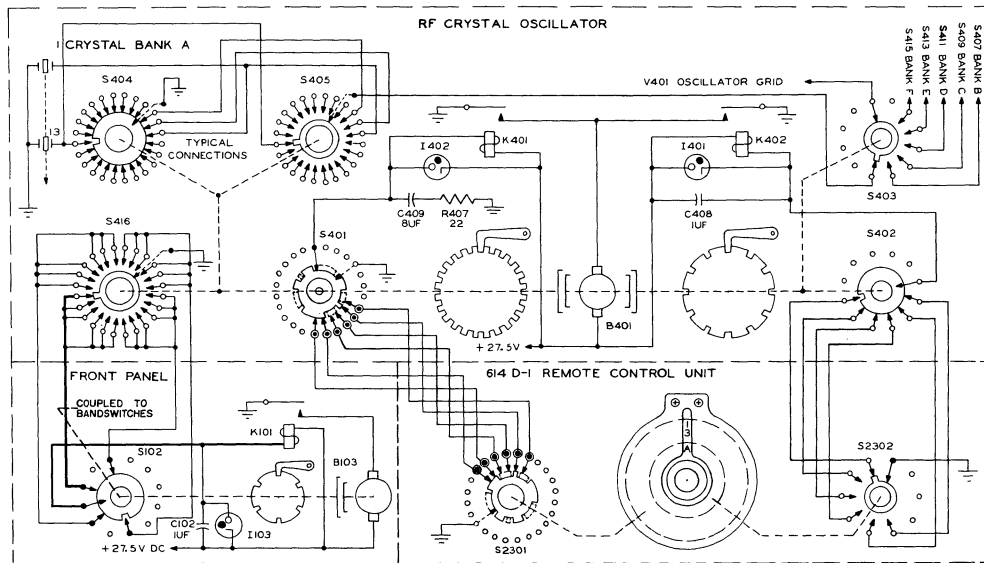 RF CRYSTAL OSCILLATOR
1 CRYSTAL BANK A
S404
S405
13
TYPICAL
CONNECTIONS
V401 OSCILLATOR GRID
S415 BANK F
S413 BANK E
S411 BANK D
S409 BANK C
S407 BANK B
K401
I402
K402
I401
S403
C409
8UF
R407
22
C408
1UF
S416
S401
S402
B401
+27.5V
FRONT PANEL
614 D-1 REMOTE CONTROL UNIT
COUPLED TO
BANDSWITCHES
S102
K101
B103
C102
1UF
I103
+27.5V DC
S2301
1
3
A
S2302